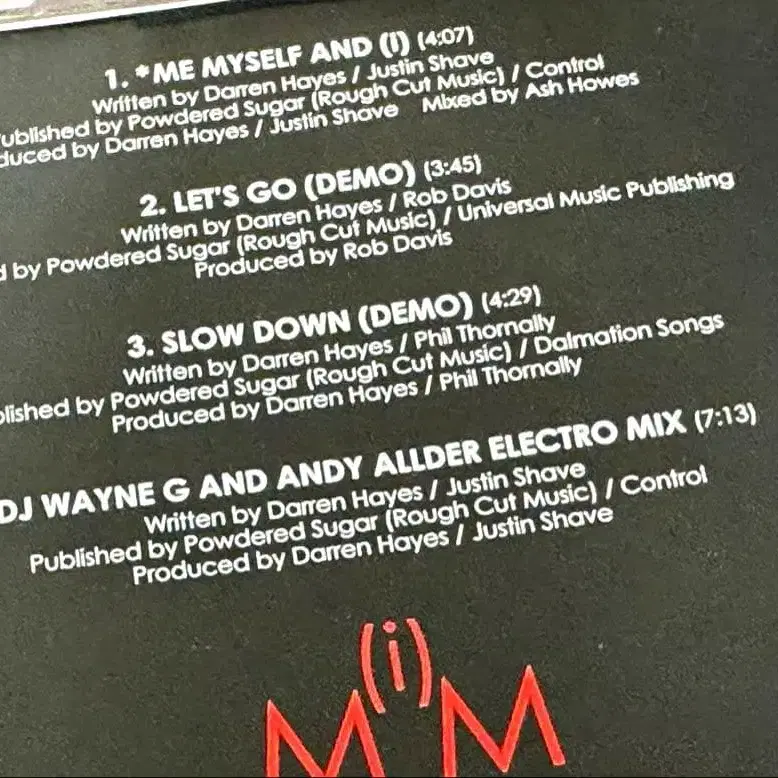 1. *ME MYSELF AND (I) (4:07)
Written by Darren Hayes / Justin Shave
by Powdered Sugar (Rough Cut Music) / Control
by Darren Hayes / Justin Shave Mixed by Ash Howes
2. LET'S GO (DEMO) (3:45)
Written by Darren Hayes / Rob Davis
by Powdered Sugar (Rough Cut Music) / Universal Music Publishing
Produced by Rob Davis
3. SLOW DOWN (DEMO) (4:29)
Written by Darren Hayes / Phil Thornally
by Powdered Sugar (Rough Cut Music) / Dalmation Songs
Produced by Darren Hayes / Phil Thornally
DJ WAYNE G AND ANDY ALLDER ELECTRO MIX (7:13)
Written by Darren Hayes / Justin Shave
Published by Powdered Sugar (Rough Cut Music) / Control
Produced by Darren Hayes / Justin Shave
(i)
M M